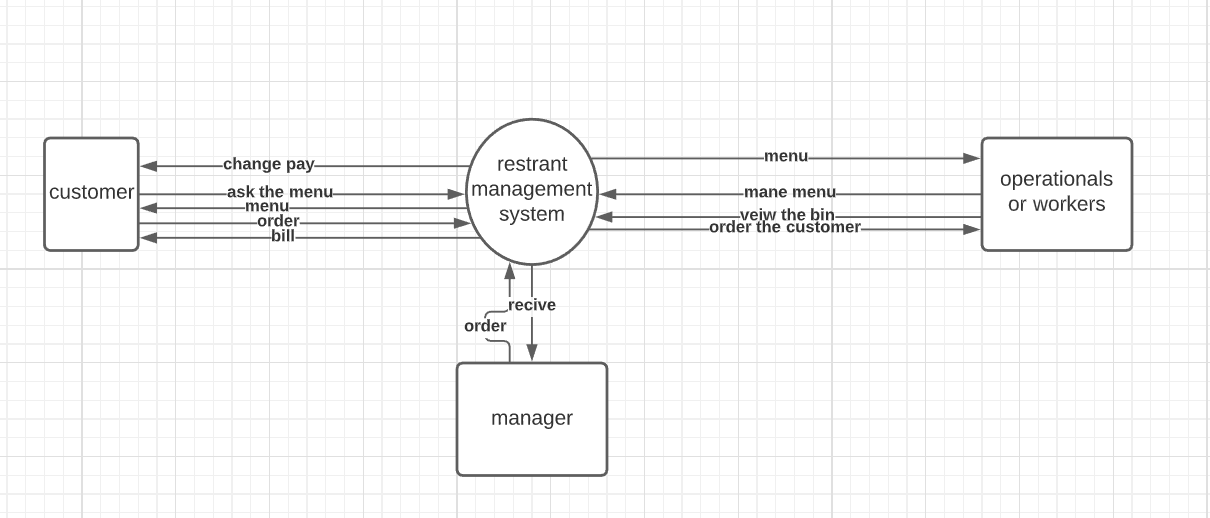 change pay
customer
ask the menu
menu
order
bill
restrant
management
system
menu
mane menu
veiw the bin
order the customer
operationals
or workers
recive
order
manager